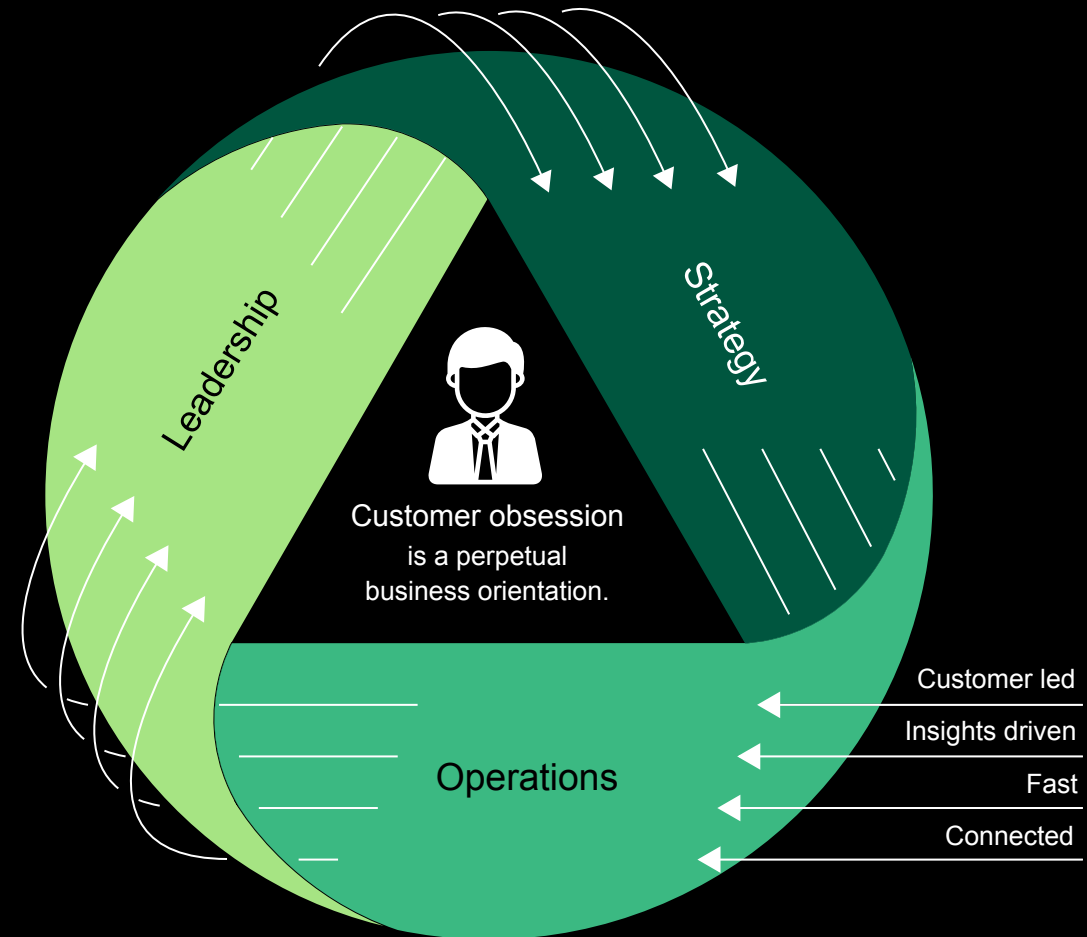 Strategy
Leadership
Customer obsession
is a perpetual
business orientation.
Customer led
Insights driven
Operations
Fast
Connected